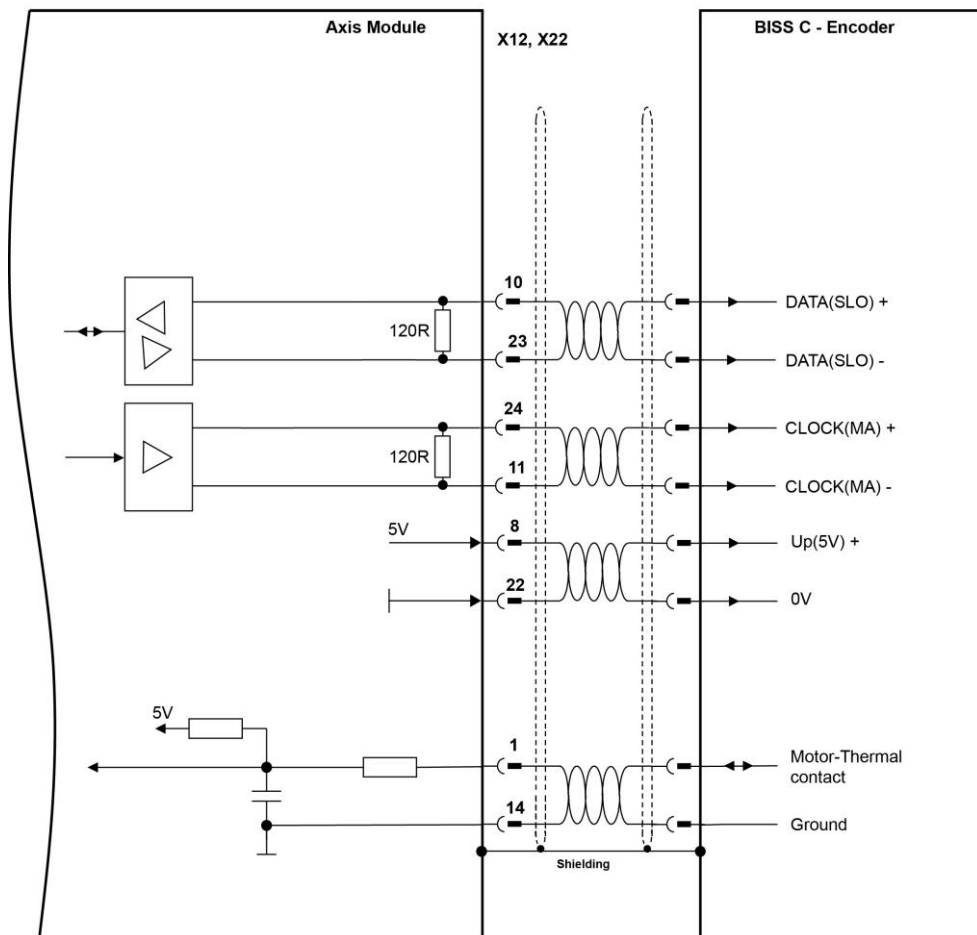 Axis Module
X12, X22
BISS C - Encoder
10
DATA(SLO) +
120R
23
DATA(SLO) -
24
CLOCK(MA) +
120R
11
CLOCK(MA) -
5V
8
Up(5V) +
22
0V
5V
1
Motor-Thermal
contact
14
Ground
Shielding